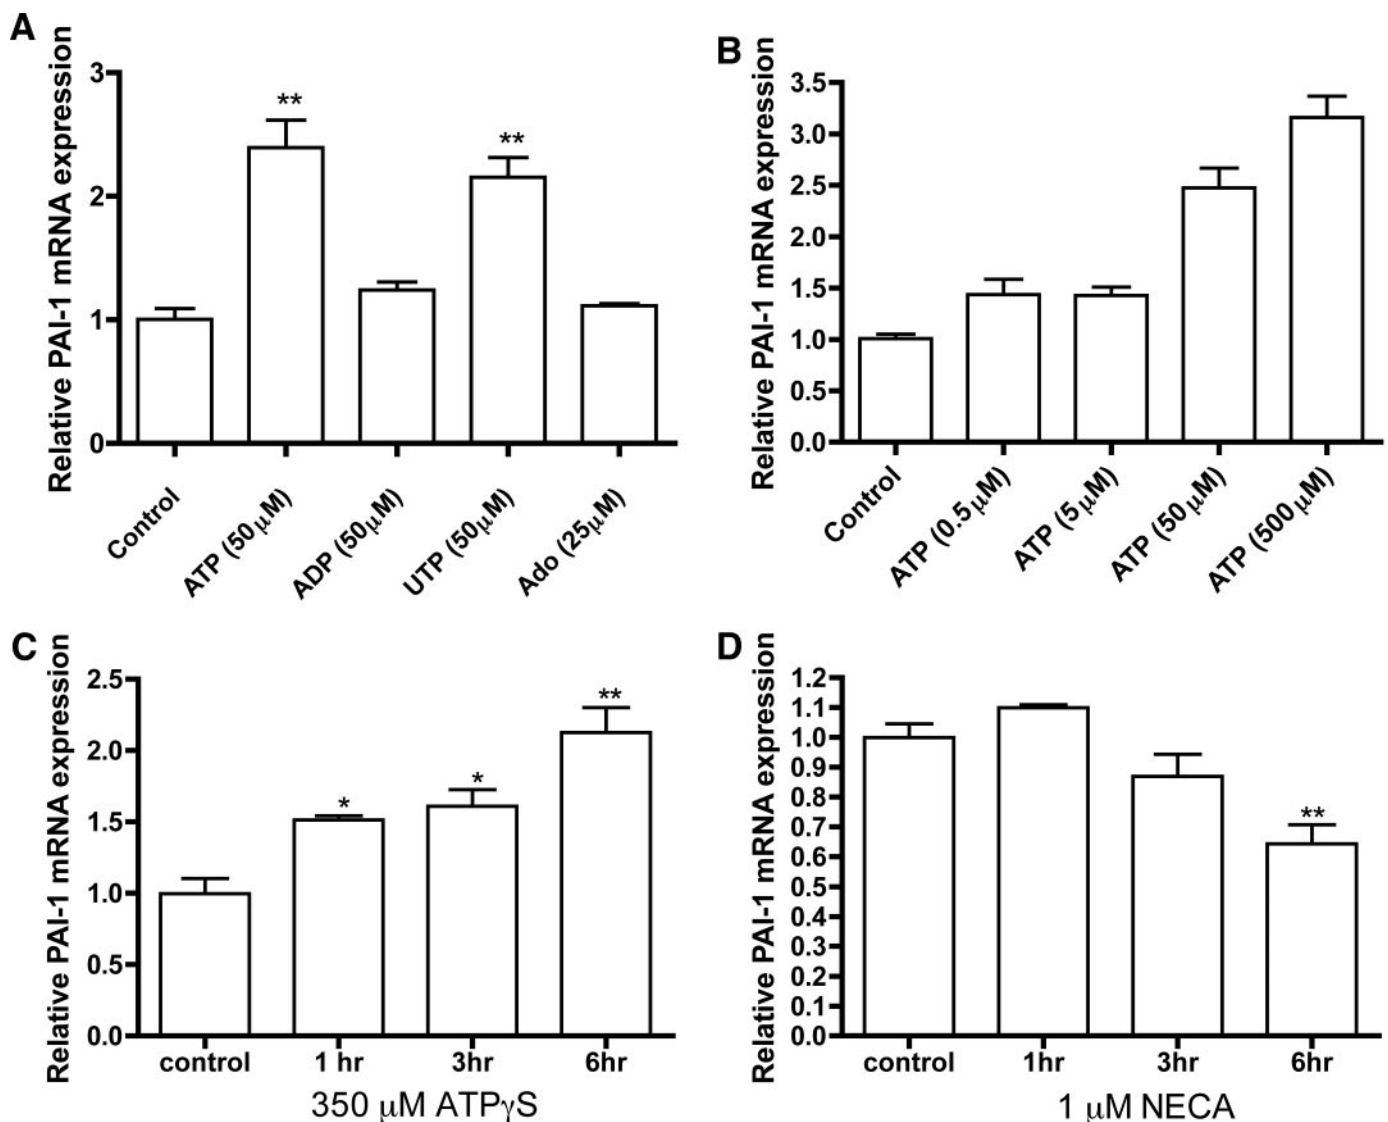 A
Relative PAI-1 mRNA expression
3
2
1
0
**
**
Control
ATP (50μM)
ADP (50μM)
UTP (50μM)
Ado (25μM)
B
Relative PAI-1 mRNA expression
3.5
3.0
2.5
2.0
1.5
1.0
0.5
0.0
Control
ATP (0.5μM)
ATP (5μM)
ATP (50μM)
ATP (500μM)
C
Relative PAI-1 mRNA expression
2.5
2.0
1.5
1.0
0.5
0.0
*
*
**
control
1 hr
3hr
6hr
350 μM ATPγS
D
Relative PAI-1 mRNA expression
1.2
1.1
1.0
0.9
0.8
0.7
0.6
0.5
0.4
0.3
0.2
0.1
0.0
**
control
1hr
3hr
6hr
1 μM NECA